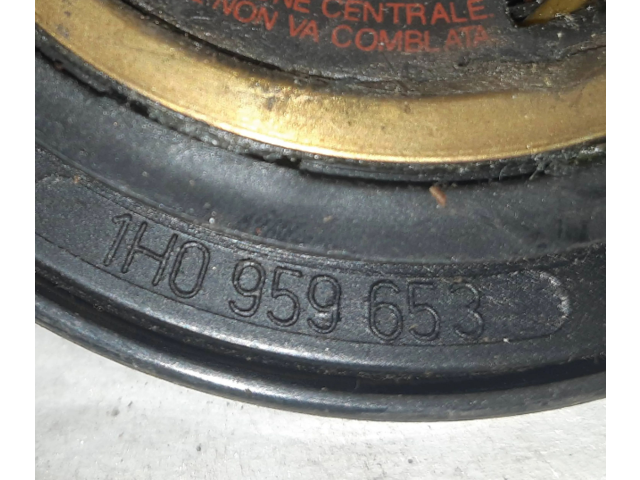 NE CENTRALE
NON VA COMBLATA
1H0 959 653